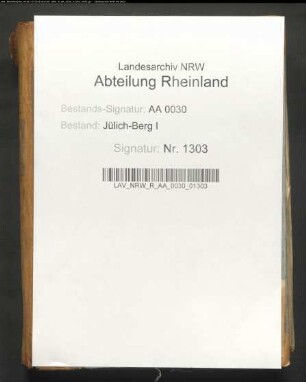 Landesarchiv NRW
Abteilung Rheinland
Bestands-Signatur: AA 0030
Bestand: Jülich-Berg I
Signatur: Nr. 1303
LAV_NRW_R_AA_0030_01303